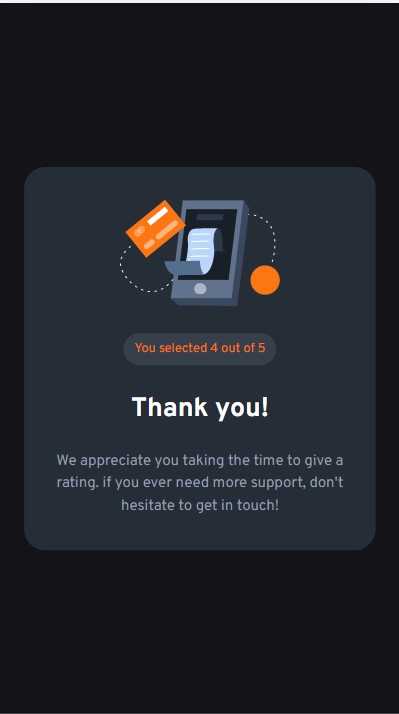 You selected 4 out of 5
Thank you!
We appreciate you taking the time to give a
rating. if you ever need more support, don't
hesitate to get in touch!